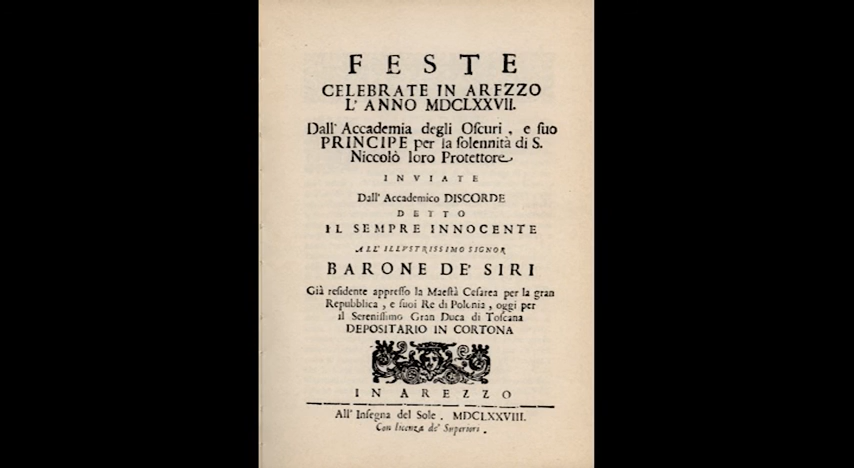 FESTE
CELEBRATE IN AREZZO
L' ANNO MDCLXXVII.
Dall' Accademia degli Oſcuri, e ſuo
PRINCIPE per la ſolennità di S.
Niccolò loro Protettore
INVIATE
Dall' Accademico DISCORDE
DETTO
IL SEMPRE INNOCENTE
ALL' ILLVSTRISSIMO SIGNOR
BARONE DE' SIRI
Già reſidente appreſſo la Maeſtà Ceſarea per la gran
Repubblica, e ſuoi Re di Polonia, oggi per
il Sereniſſimo Gran Duca di Toſcana
DEPOSITARIO IN CORTONA
IN AREZZO
All' Inſegna del Sole. MDCLXXVIII.
Con licenza de' Superiori.